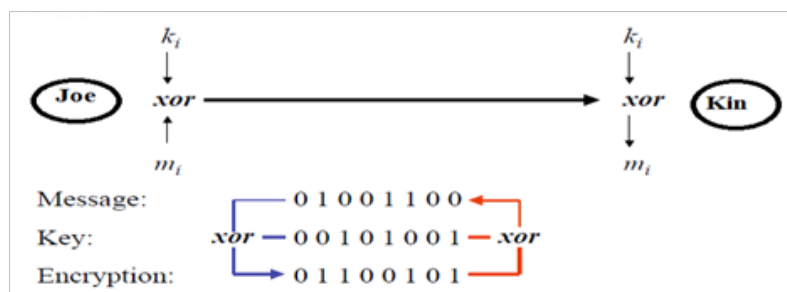 k_i k_i
Joe xor xor Kin
m_i m_i
Message: 0 1 0 0 1 1 0 0
Key: xor 0 0 1 0 1 0 0 1 xor
Encryption: 0 1 1 0 0 1 0 1